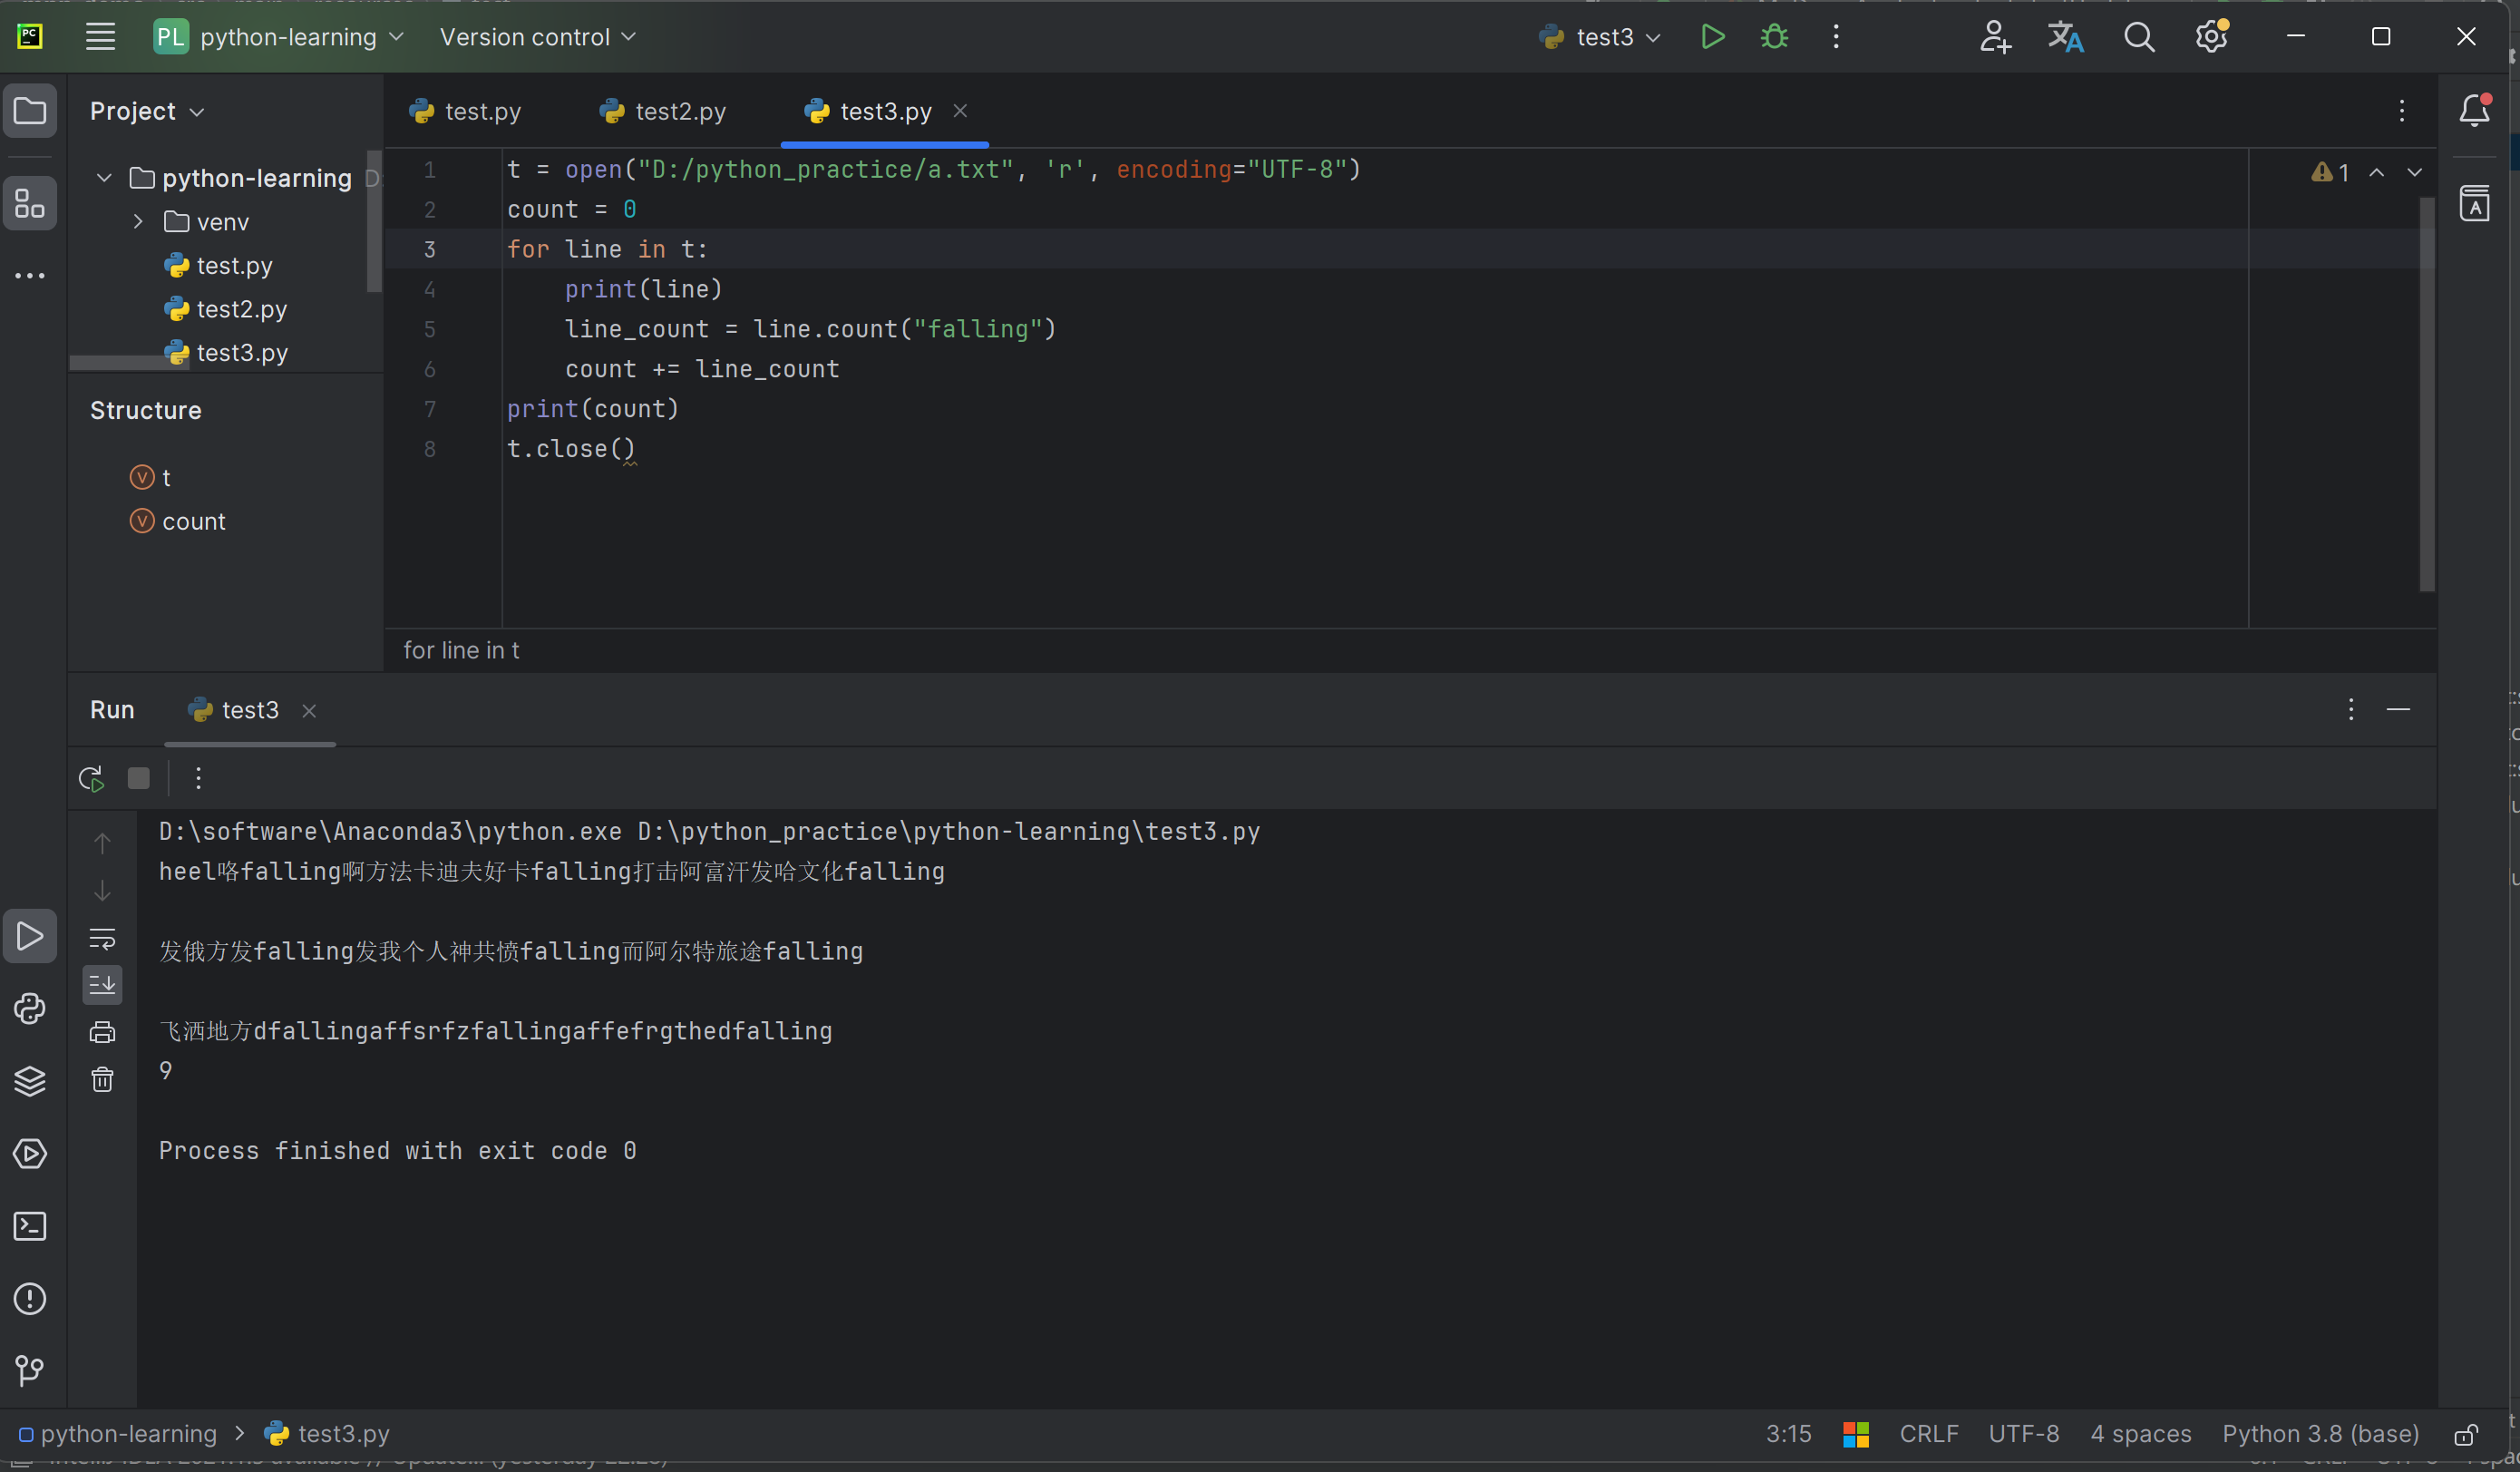 PC
PL python-learning Version control test3
Project
python-learning
venv
test.py
test2.py
test3.py
Structure
V t
V count
test.py test2.py test3.py
1 t = open("D:/python_practice/a.txt", 'r', encoding="UTF-8")
2 count = 0
3 for line in t:
4 print(line)
5 line_count = line.count("falling")
6 count += line_count
7 print(count)
8 t.close()
1
for line in t
Run test3
D:\software\Anaconda3\python.exe D:\python_practice\python-learning\test3.py
heel咯falling啊方法卡迪夫好卡falling打击阿富汗发哈文化falling
发俄方发falling发我个人神共愤falling而阿尔特旅途falling
飞洒地方dfallingaffsrfzfallingaffefrgthedfalling
9
Process finished with exit code 0
python-learning > test3.py 3:15 CRLF UTF-8 4 spaces Python 3.8 (base)